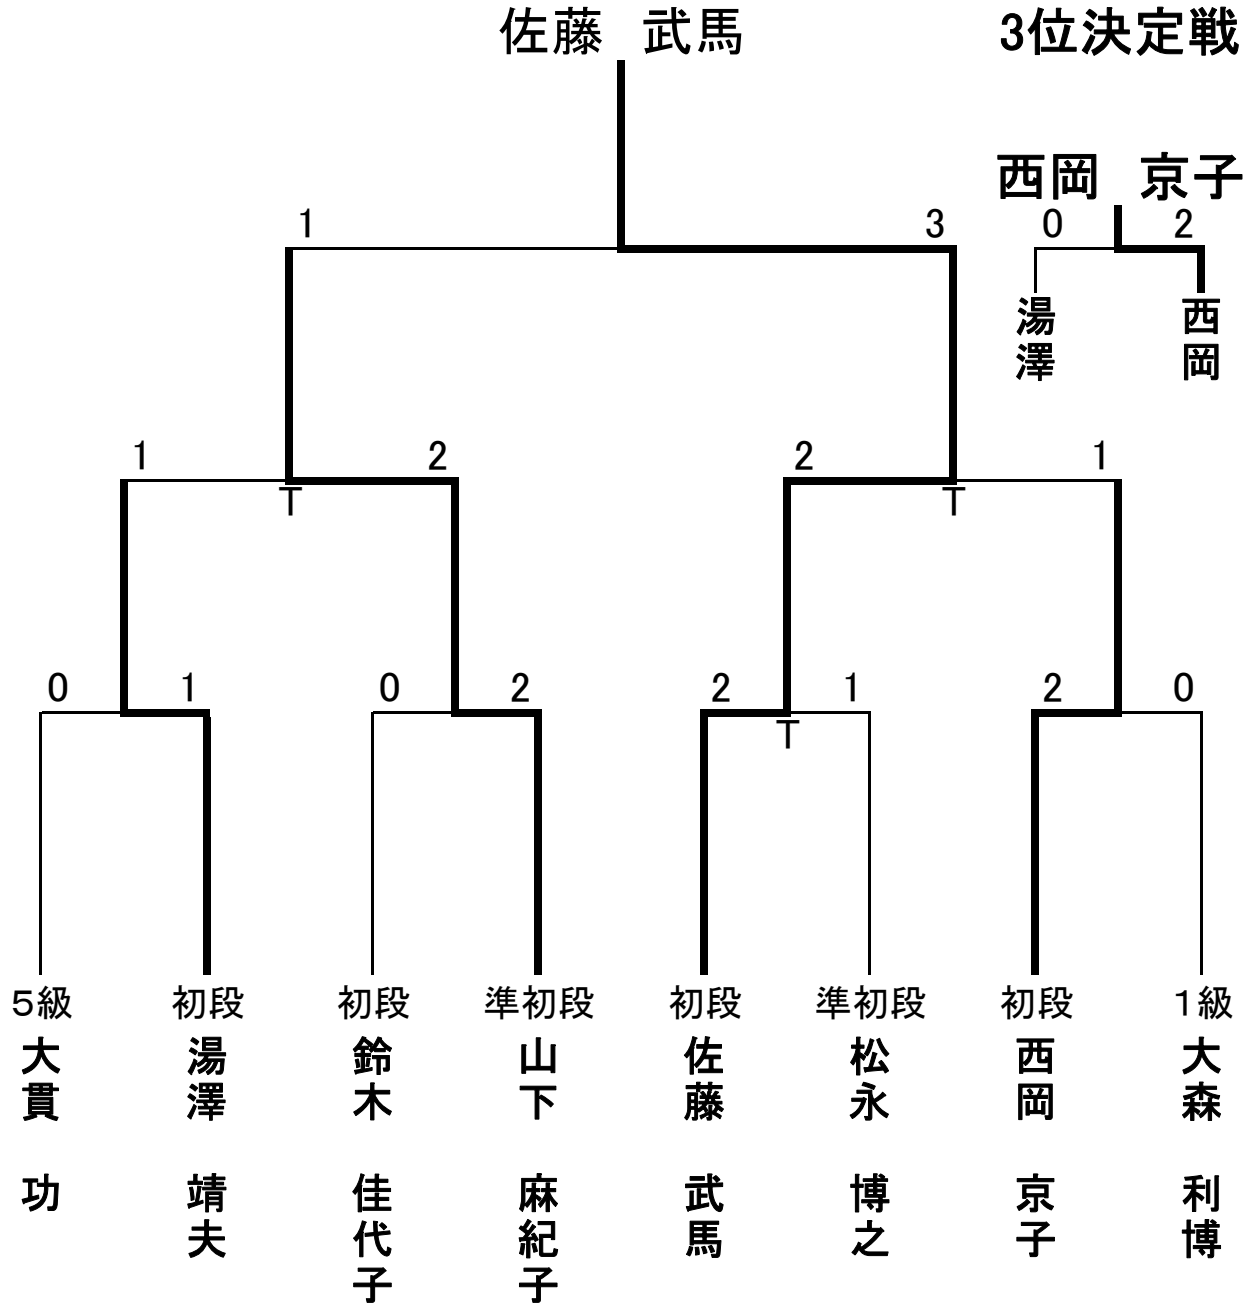 佐藤　武馬
3位決定戦
西岡　京子
1
3
0
2
湯澤
西岡
1
2
2
1
T
T
0
1
0
2
2
1
2
0
T
5級
初段
初段
準初段
初段
準初段
初段
1級
大貫　功
湯澤　靖夫
鈴木　佳代子
山下　麻紀子
佐藤　武馬
松永　博之
西岡　京子
大森　利博